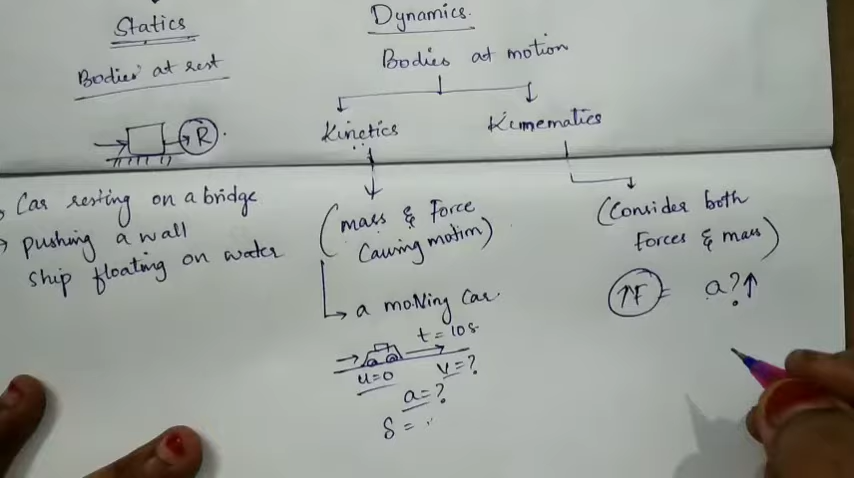 Statics
Bodies at rest
R
Car resting on a bridge
→ pushing a wall
ship floating on water
Dynamics.
Bodies at motion
Kinetics
(mass & Force
Causing motion)
→ a moving car
t = 10s
u=0 v=?
a=?
S =
Kinematics
(Consider both
Forces & mass)
↑F = a?↑